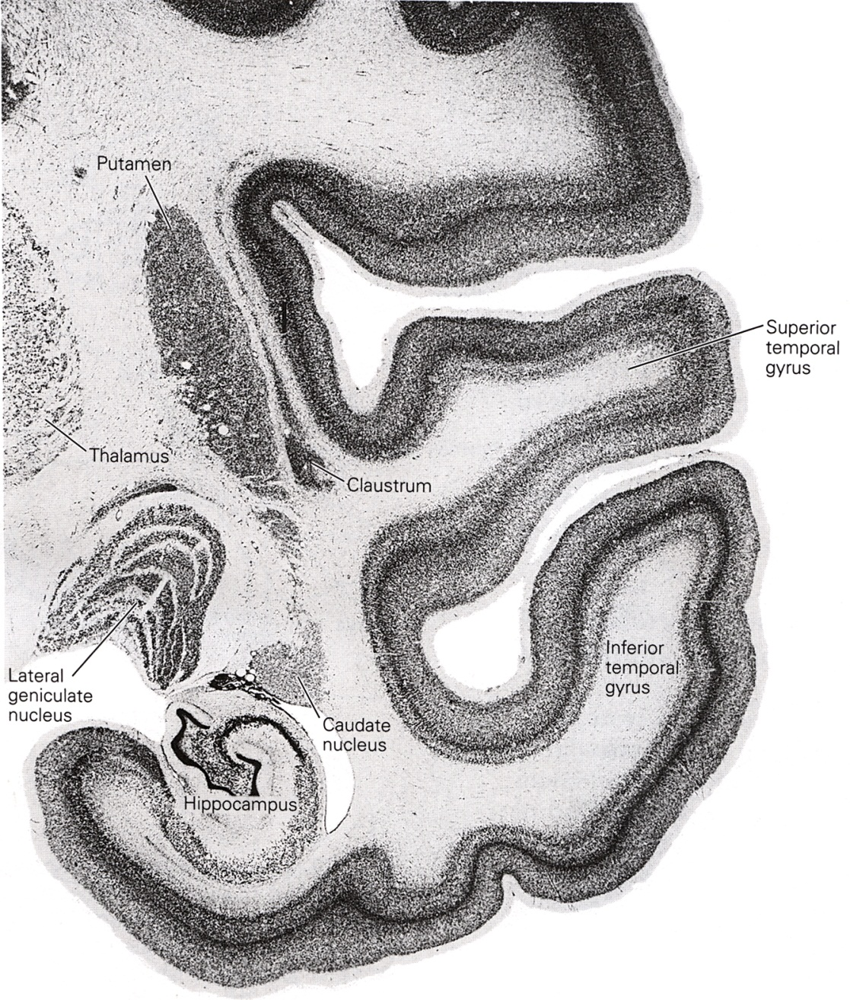 Putamen
Superior
temporal
gyrus
Thalamus
Claustrum
Inferior
temporal
gyrus
Lateral
geniculate
nucleus
Caudate
nucleus
Hippocampus